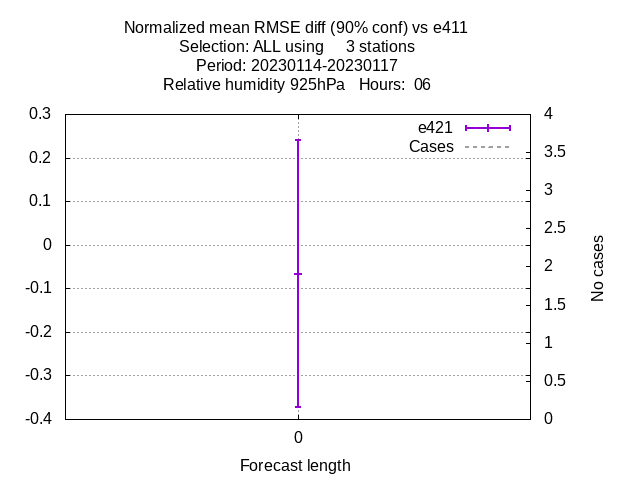 Normalized mean RMSE diff (90% conf) vs e411
Selection: ALL using     3 stations
Period: 20230114-20230117
Relative humidity 925hPa   Hours:  06
0.3
0.2
0.1
0
-0.1
-0.2
-0.3
-0.4
e421
Cases
4
3.5
3
2.5
2
1.5
1
0.5
0
No cases
0
Forecast length